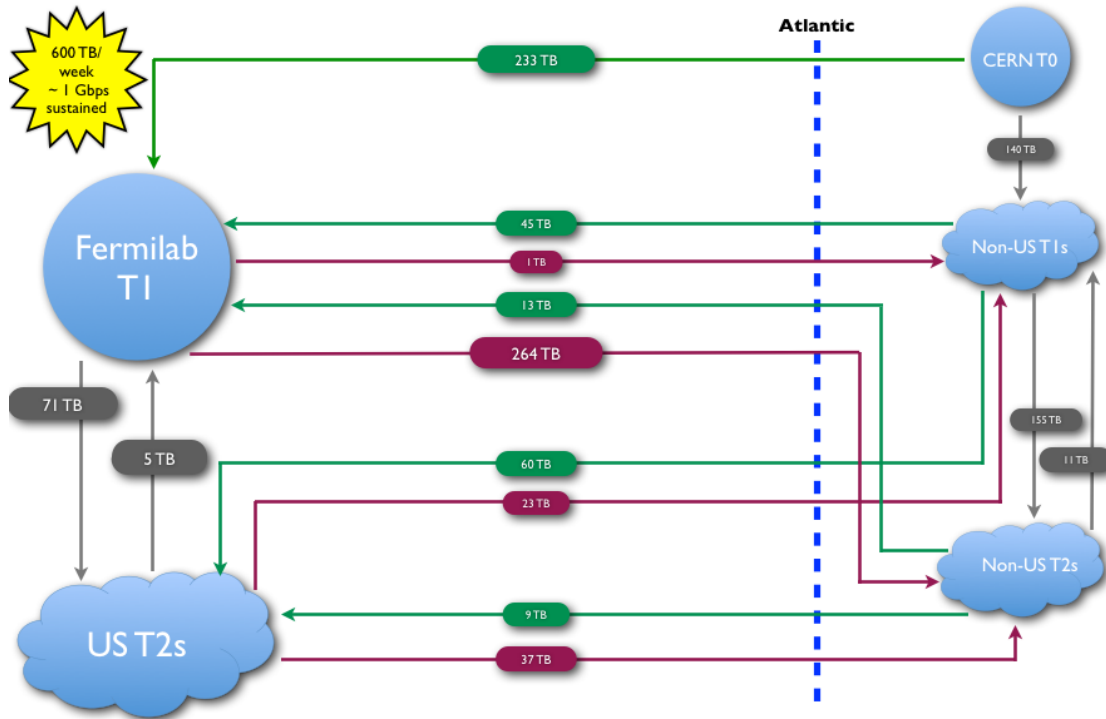 Atlantic
600 TB/
week
~ 1 Gbps
sustained
233 TB
CERN T0
140 TB
45 TB
Fermilab
T1
Non-US T1s
1 TB
13 TB
264 TB
71 TB
155 TB
5 TB
60 TB
11 TB
23 TB
Non-US T2s
9 TB
US T2s
37 TB